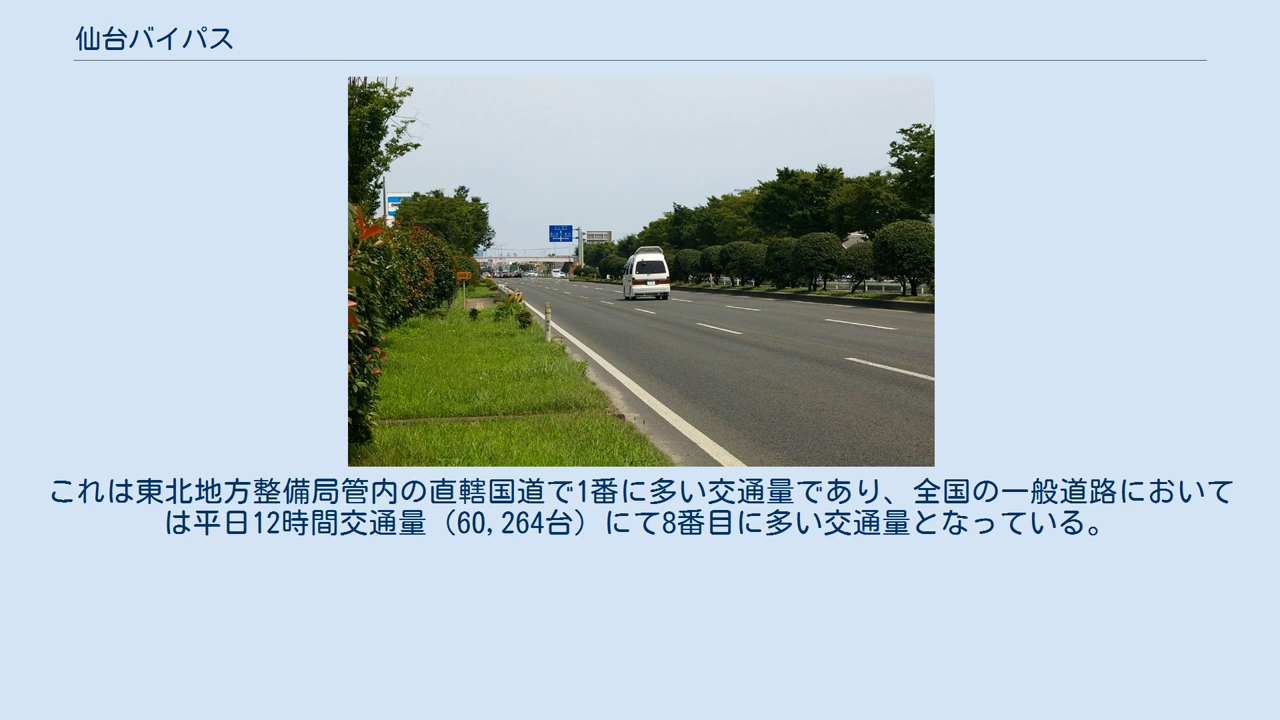 仙台バイパス
これは東北地方整備局管内の直轄国道で1番に多い交通量であり、全国の一般道路において
は平日12時間交通量（60,264台）にて8番目に多い交通量となっている。